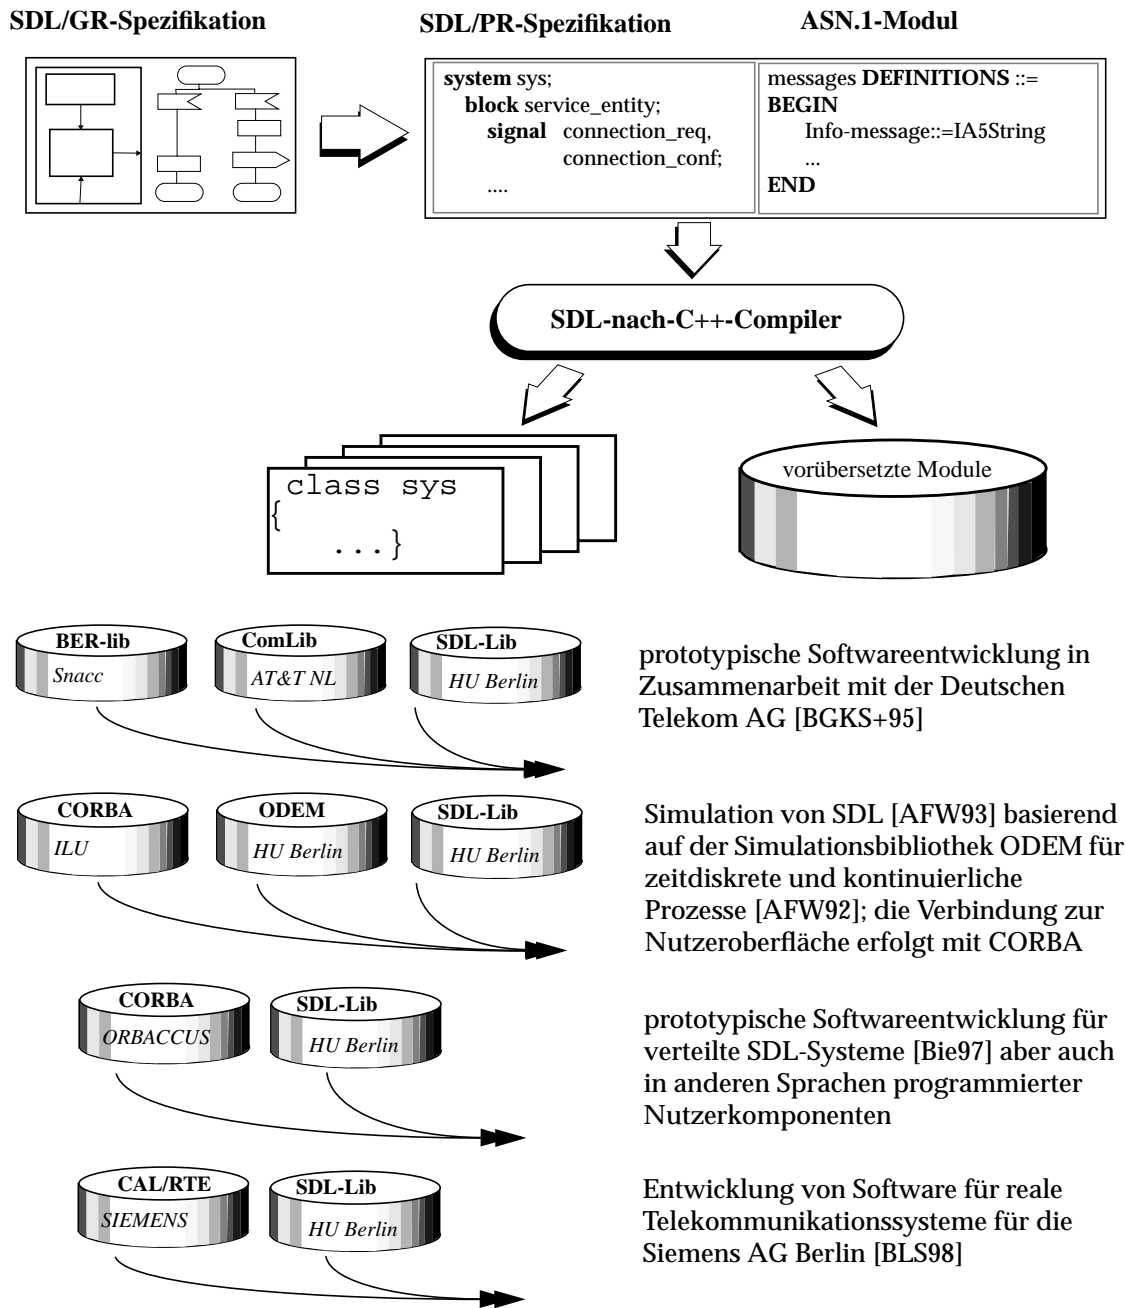 SDL/GR-Spezifikation
SDL/PR-Spezifikation
ASN.1-Modul
system sys;
block service_entity;
signal connection_req,
connection_conf;
....
messages DEFINITIONS ::=
BEGIN
Info-message::=IA5String
...
END
SDL-nach-C++-Compiler
class sys
{
...}
vorübersetzte Module
BER-lib
Snacc
ComLib
AT&T NL
SDL-Lib
HU Berlin
prototypische Softwareentwicklung in
Zusammenarbeit mit der Deutschen
Telekom AG [BGKS+95]
CORBA
ILU
ODEM
HU Berlin
SDL-Lib
HU Berlin
Simulation von SDL [AFW93] basierend
auf der Simulationsbibliothek ODEM für
zeitdiskrete und kontinuierliche
Prozesse [AFW92]; die Verbindung zur
Nutzeroberfläche erfolgt mit CORBA
CORBA
ORBACCUS
SDL-Lib
HU Berlin
prototypische Softwareentwicklung für
verteilte SDL-Systeme [Bie97] aber auch
in anderen Sprachen programmierter
Nutzerkomponenten
CAL/RTE
SIEMENS
SDL-Lib
HU Berlin
Entwicklung von Software für reale
Telekommunikationssysteme für die
Siemens AG Berlin [BLS98]